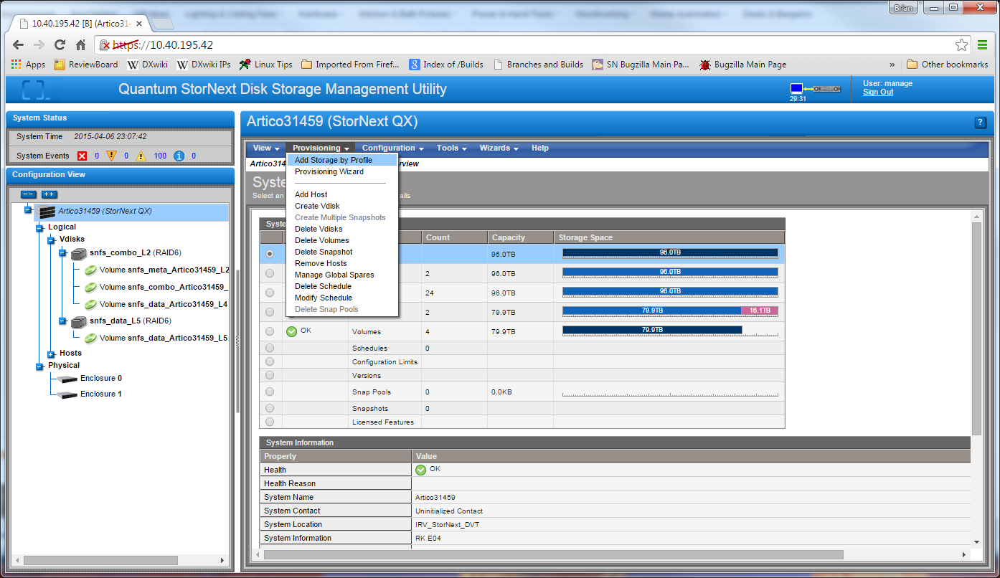 Brian
10.40.195.42 [B] (Artico314
https://10.40.195.42
Apps ReviewBoard DXwiki DXwiki IPs Linux Tips Imported From Firef... Index of /Builds Branches and Builds SN Bugzilla Main Pa... Bugzilla Main Page » Other bookmarks
Quantum StorNext Disk Storage Management Utility
29:31
User: manage
Sign Out
System Status
System Time 2015-04-06 23:07:42
System Events 0 0 100 0
Configuration View
Artico31459 (StorNext QX)
Logical
Vdisks
snfs_combo_L2 (RAID6)
Volume snfs_meta_Artico31459_L2
Volume snfs_combo_Artico31459_
Volume snfs_data_Artico31459_L4
snfs_data_L5 (RAID6)
Volume snfs_data_Artico31459_L5
Hosts
Physical
Enclosure 0
Enclosure 1
Artico31459 (StorNext QX)
?
View Provisioning Configuration Tools Wizards Help
Artico314
rview
Syste
Select an
ails
Add Storage by Profile
Provisioning Wizard
Add Host
Create Vdisk
Create Multiple Snapshots
Delete Vdisks
Delete Volumes
Delete Snapshot
Remove Hosts
Manage Global Spares
Delete Schedule
Modify Schedule
Delete Snap Pools
Syste
Count Capacity Storage Space
96.0TB 96.0TB
2 96.0TB 96.0TB
24 96.0TB 96.0TB
2 79.9TB 79.9TB 16.1TB
OK Volumes 4 79.9TB 79.9TB
Schedules 0
Configuration Limits
Versions
Snap Pools 0 0.0KB
Snapshots 0
Licensed Features
System Information
Property Value
Health OK
Health Reason
System Name Artico31459
System Contact Uninitialized Contact
System Location IRV_StorNext_DVT
System Information RK E04